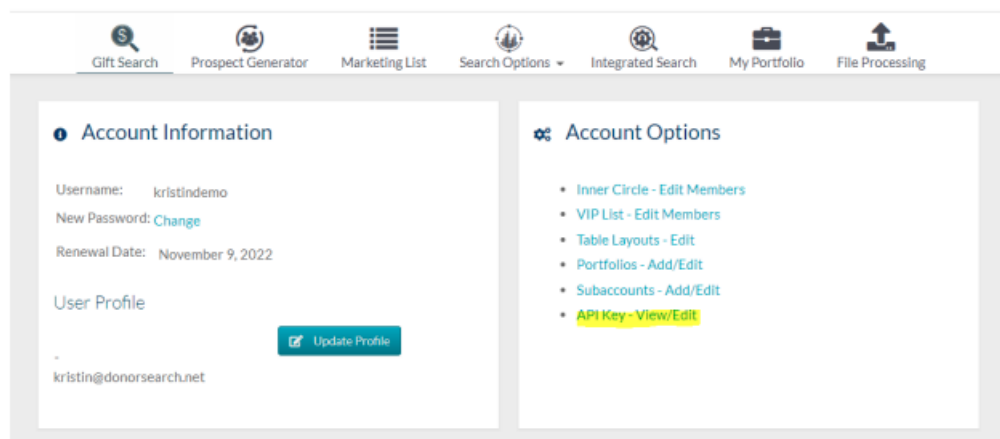 Gift Search
Prospect Generator
Marketing List
Search Options
Integrated Search
My Portfolio
File Processing
Account Information
Username: kristindemo
New Password: Change
Renewal Date: November 9, 2022
User Profile
Update Profile
-
kristin@donorsearch.net
Account Options
• Inner Circle - Edit Members
• VIP List - Edit Members
• Table Layouts - Edit
• Portfolios - Add/Edit
• Subaccounts - Add/Edit
• API Key - View/Edit